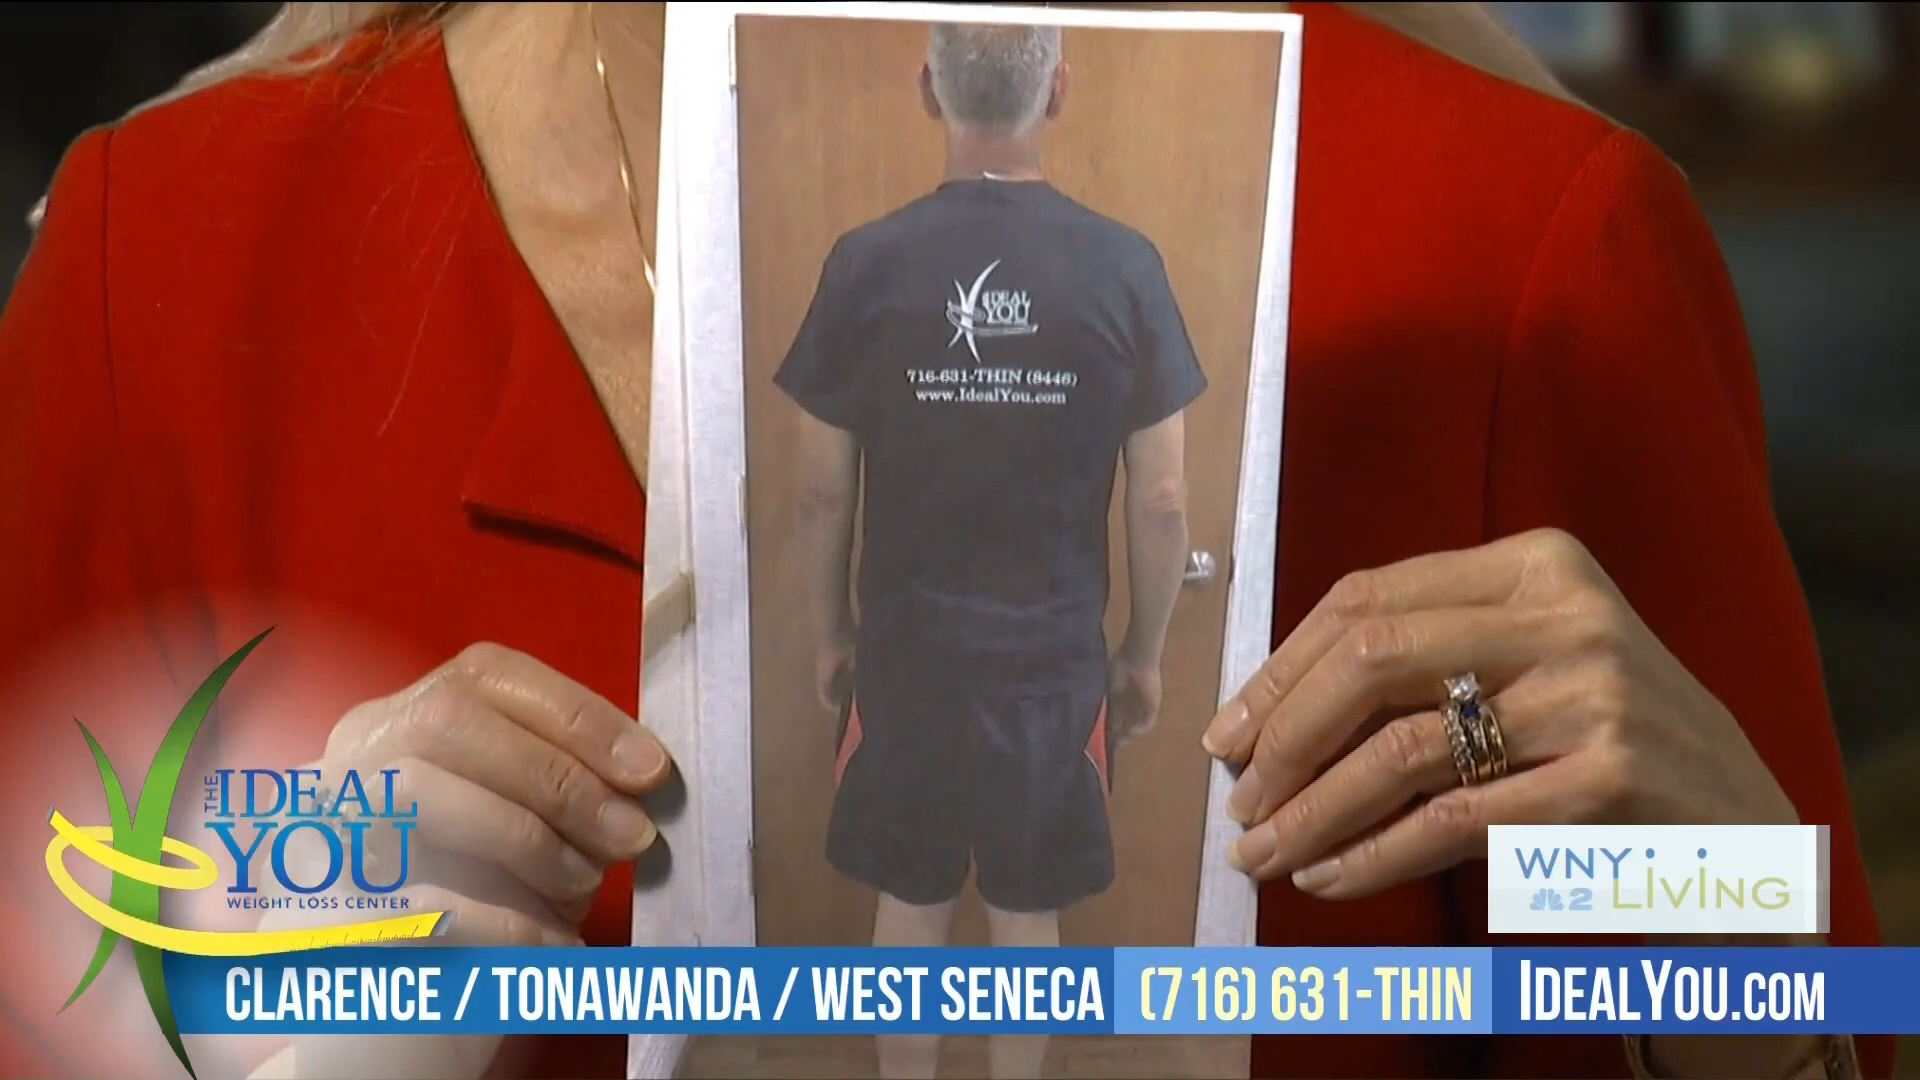 IDEAL
YOU
716-631-THIN (8446)
www.IdealYou.com
THE
IDEAL
YOU
WEIGHT LOSS CENTER
WNY
2 LiViNG
CLARENCE / TONAWANDA / WEST SENECA (716) 631-THIN IDEALYOU.COM